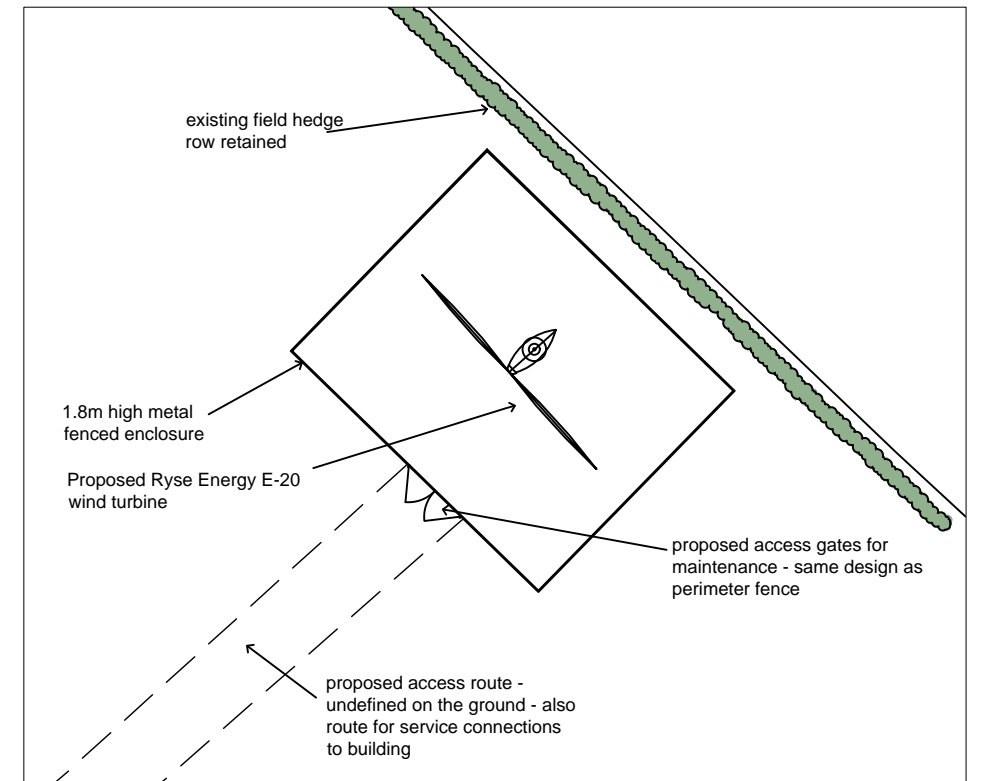 existing field hedge
row retained
1.8m high metal
fenced enclosure
Proposed Ryse Energy E-20
wind turbine
proposed access gates for
maintenance - same design as
perimeter fence
proposed access route -
undefined on the ground - also
route for service connections
to building